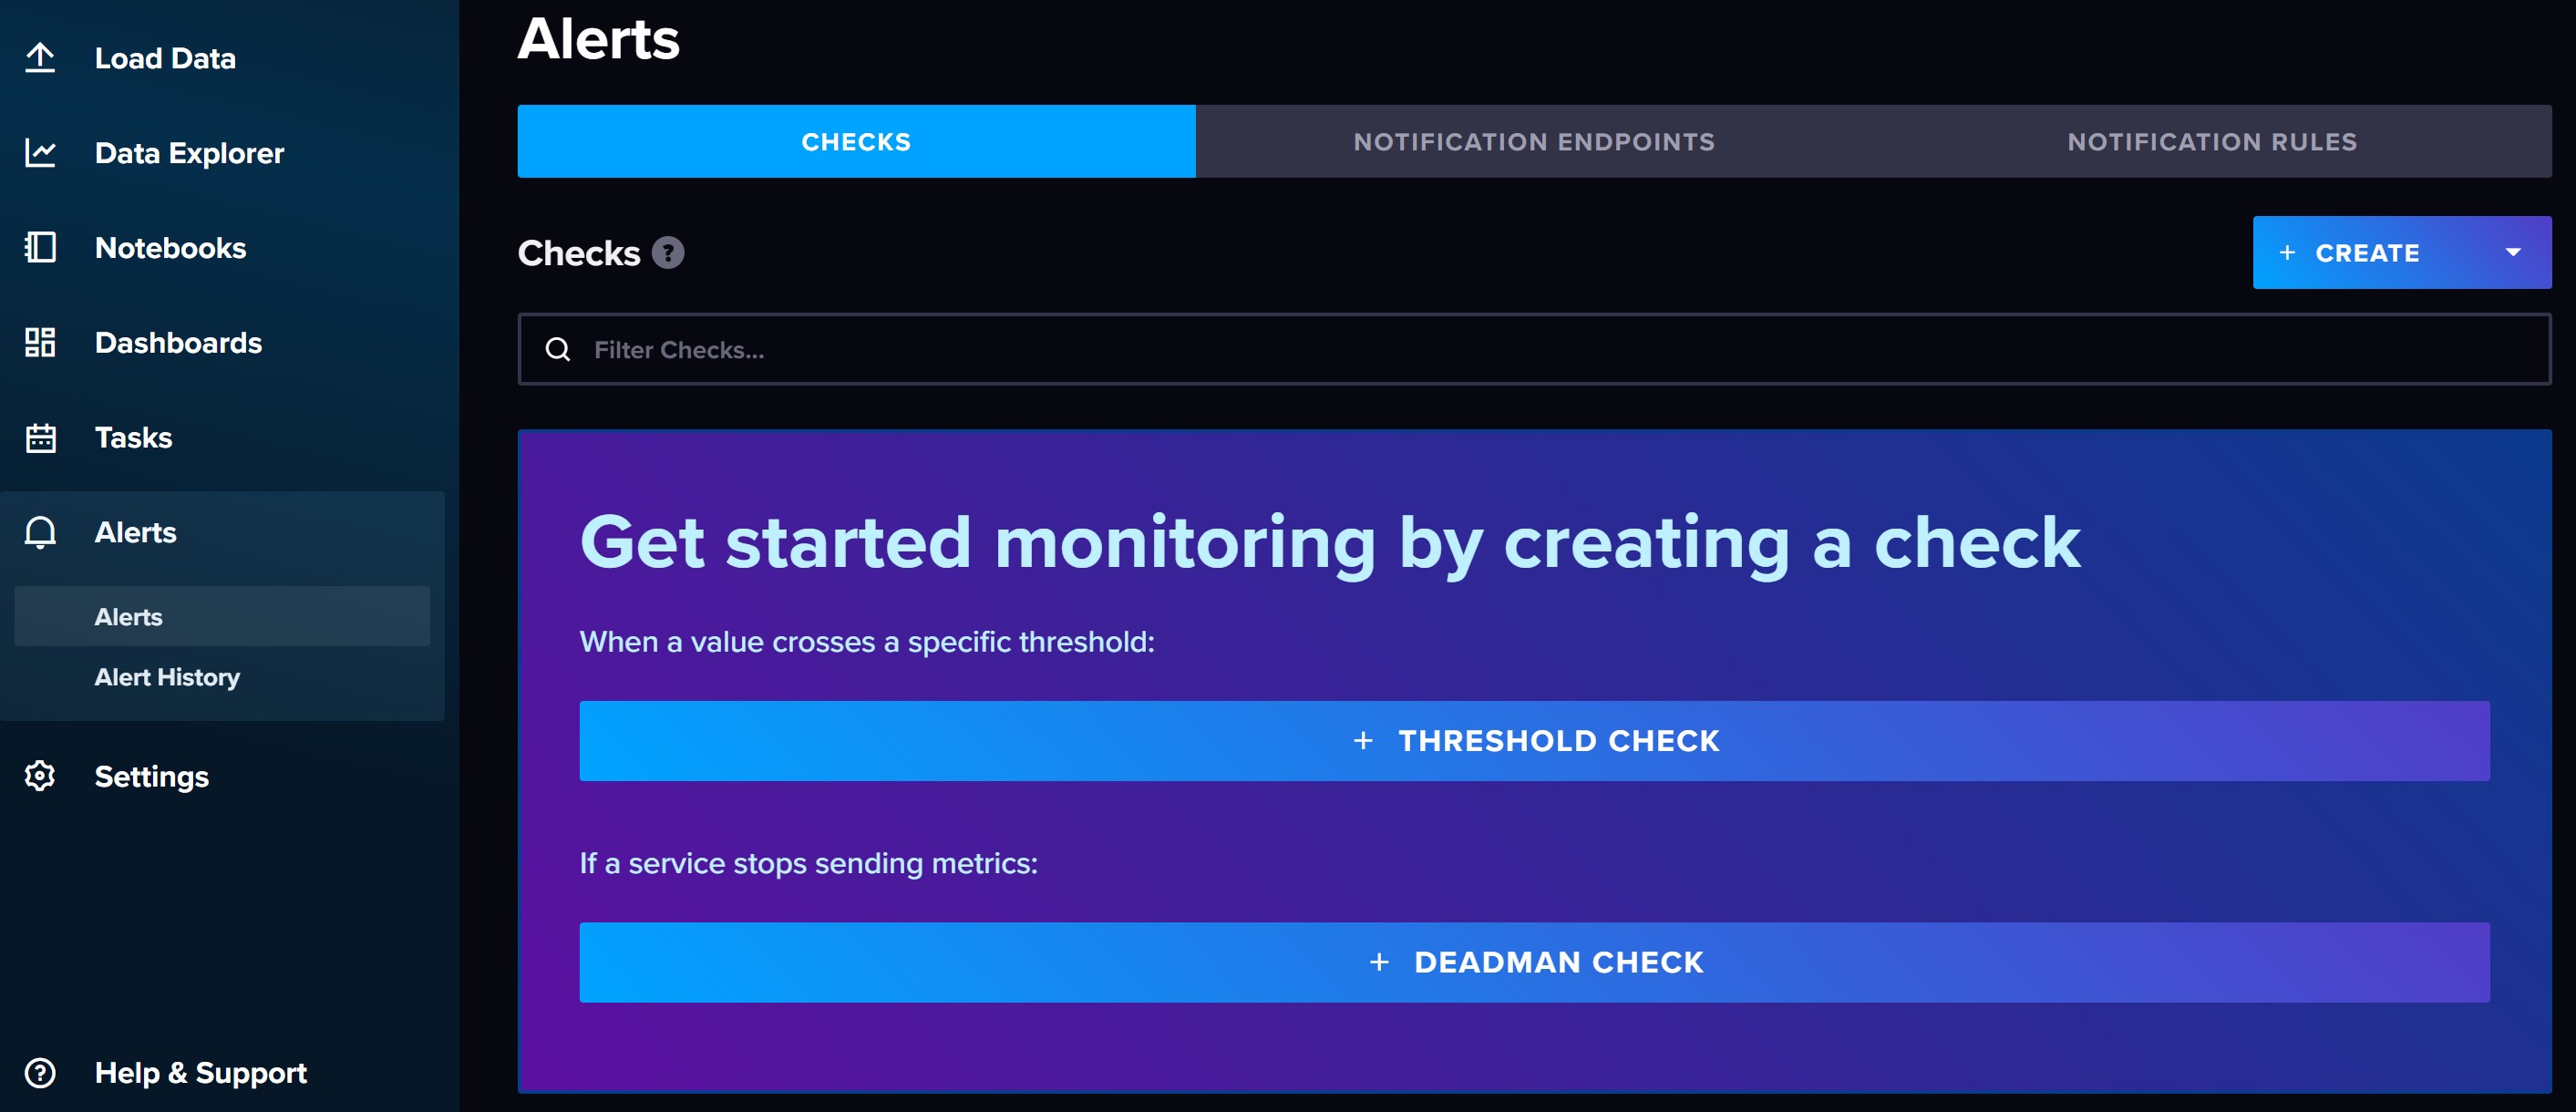 Load Data
Data Explorer
Notebooks
Dashboards
Tasks
Alerts
Alerts
Alert History
Settings
Help & Support
Alerts
CHECKS
NOTIFICATION ENDPOINTS
NOTIFICATION RULES
Checks ?
+ CREATE
Filter Checks...
Get started monitoring by creating a check
When a value crosses a specific threshold:
+ THRESHOLD CHECK
If a service stops sending metrics:
+ DEADMAN CHECK